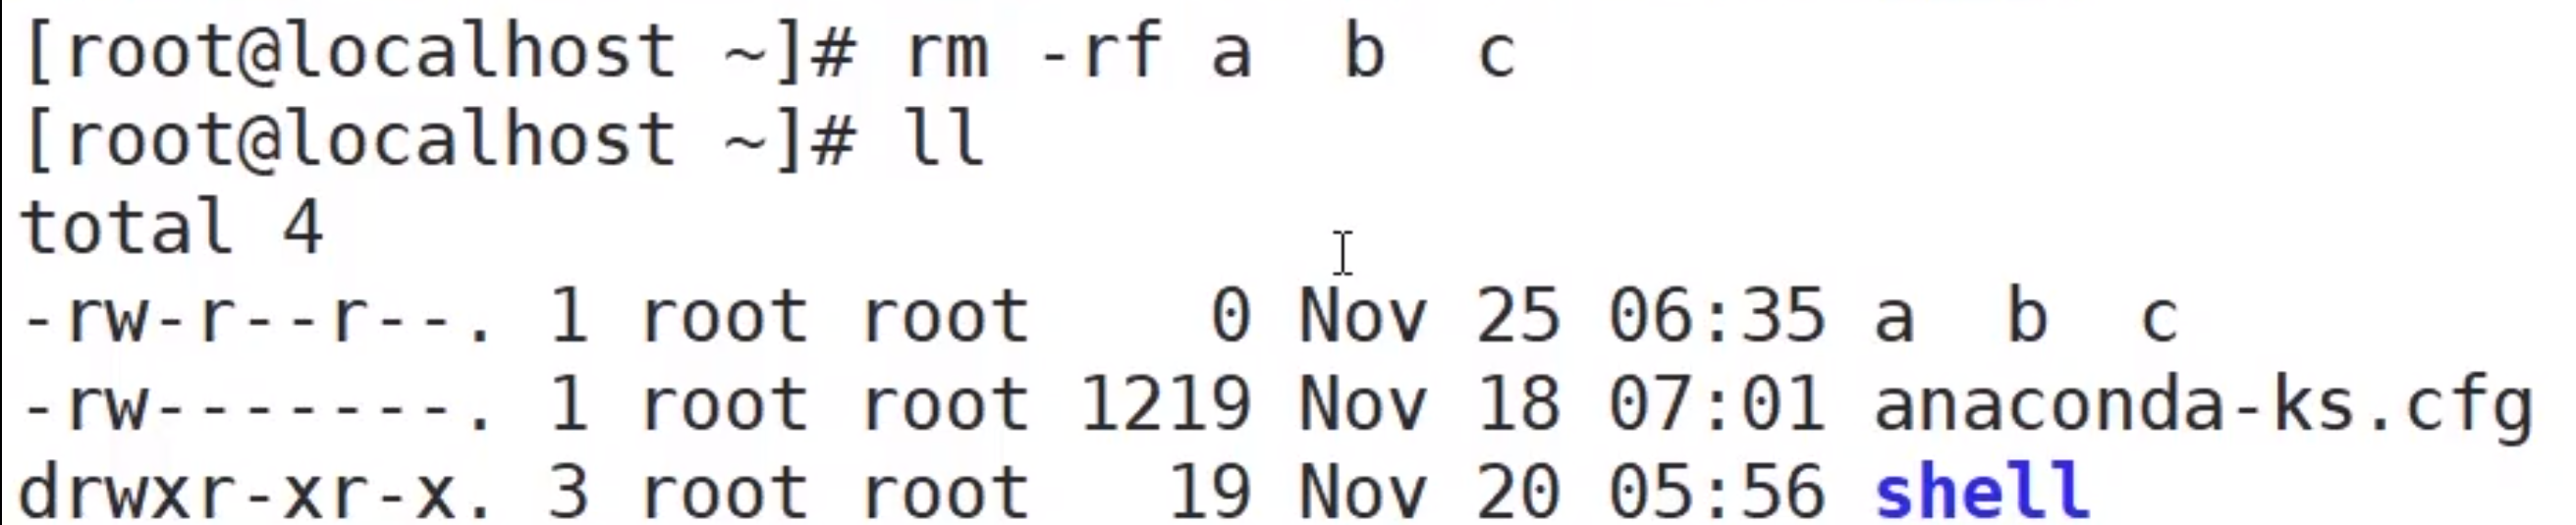 [root@localhost ~]# rm -rf a  b  c
[root@localhost ~]# ll
total 4
-rw-r--r--. 1 root root    0 Nov 25 06:35 a  b  c
-rw-------. 1 root root 1219 Nov 18 07:01 anaconda-ks.cfg
drwxr-xr-x. 3 root root   19 Nov 20 05:56 shell